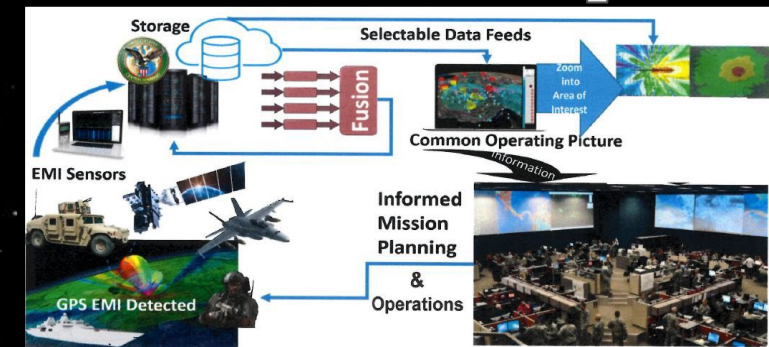 Storage
Selectable Data Feeds
Fusion
Zoom
into
Area of
Interest
Common Operating Picture
Information
EMI Sensors
Informed
Mission
Planning
&
Operations
GPS EMI Detected